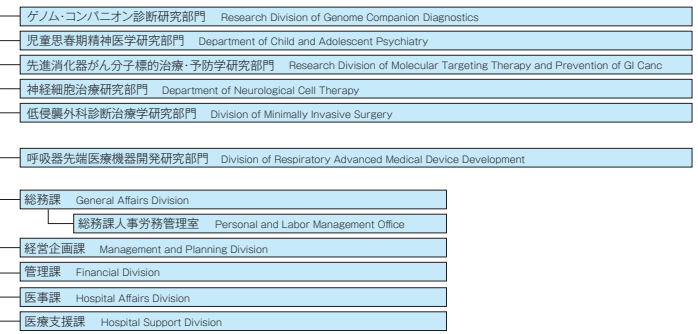 ゲノム・コンパニオン診断研究部門 Research Division of Genome Companion Diagnostics
児童思春期精神医学研究部門 Department of Child and Adolescent Psychiatry
先進消化器がん分子標的治療・予防学研究部門 Research Division of Molecular Targeting Therapy and Prevention of GI Canc
神経細胞治療研究部門 Department of Neurological Cell Therapy
低侵襲外科診断治療学研究部門 Division of Minimally Invasive Surgery
呼吸器先端医療機器開発研究部門 Division of Respiratory Advanced Medical Device Development
総務課 General Affairs Division
総務課人事労務管理室 Personal and Labor Management Office
経営企画課 Management and Planning Division
管理課 Financial Division
医事課 Hospital Affairs Division
医療支援課 Hospital Support Division